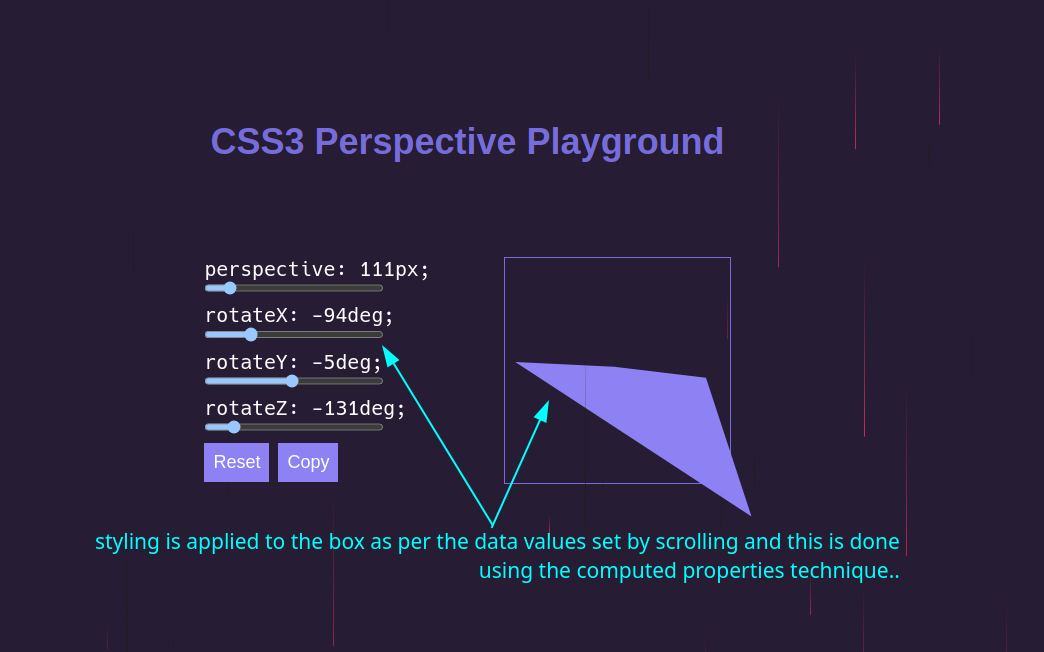 CSS3 Perspective Playground
perspective: 111px;
rotateX: -94deg;
rotateY: -5deg;
rotateZ: -131deg;
Reset Copy
styling is applied to the box as per the data values set by scrolling and this is done
using the computed properties technique..